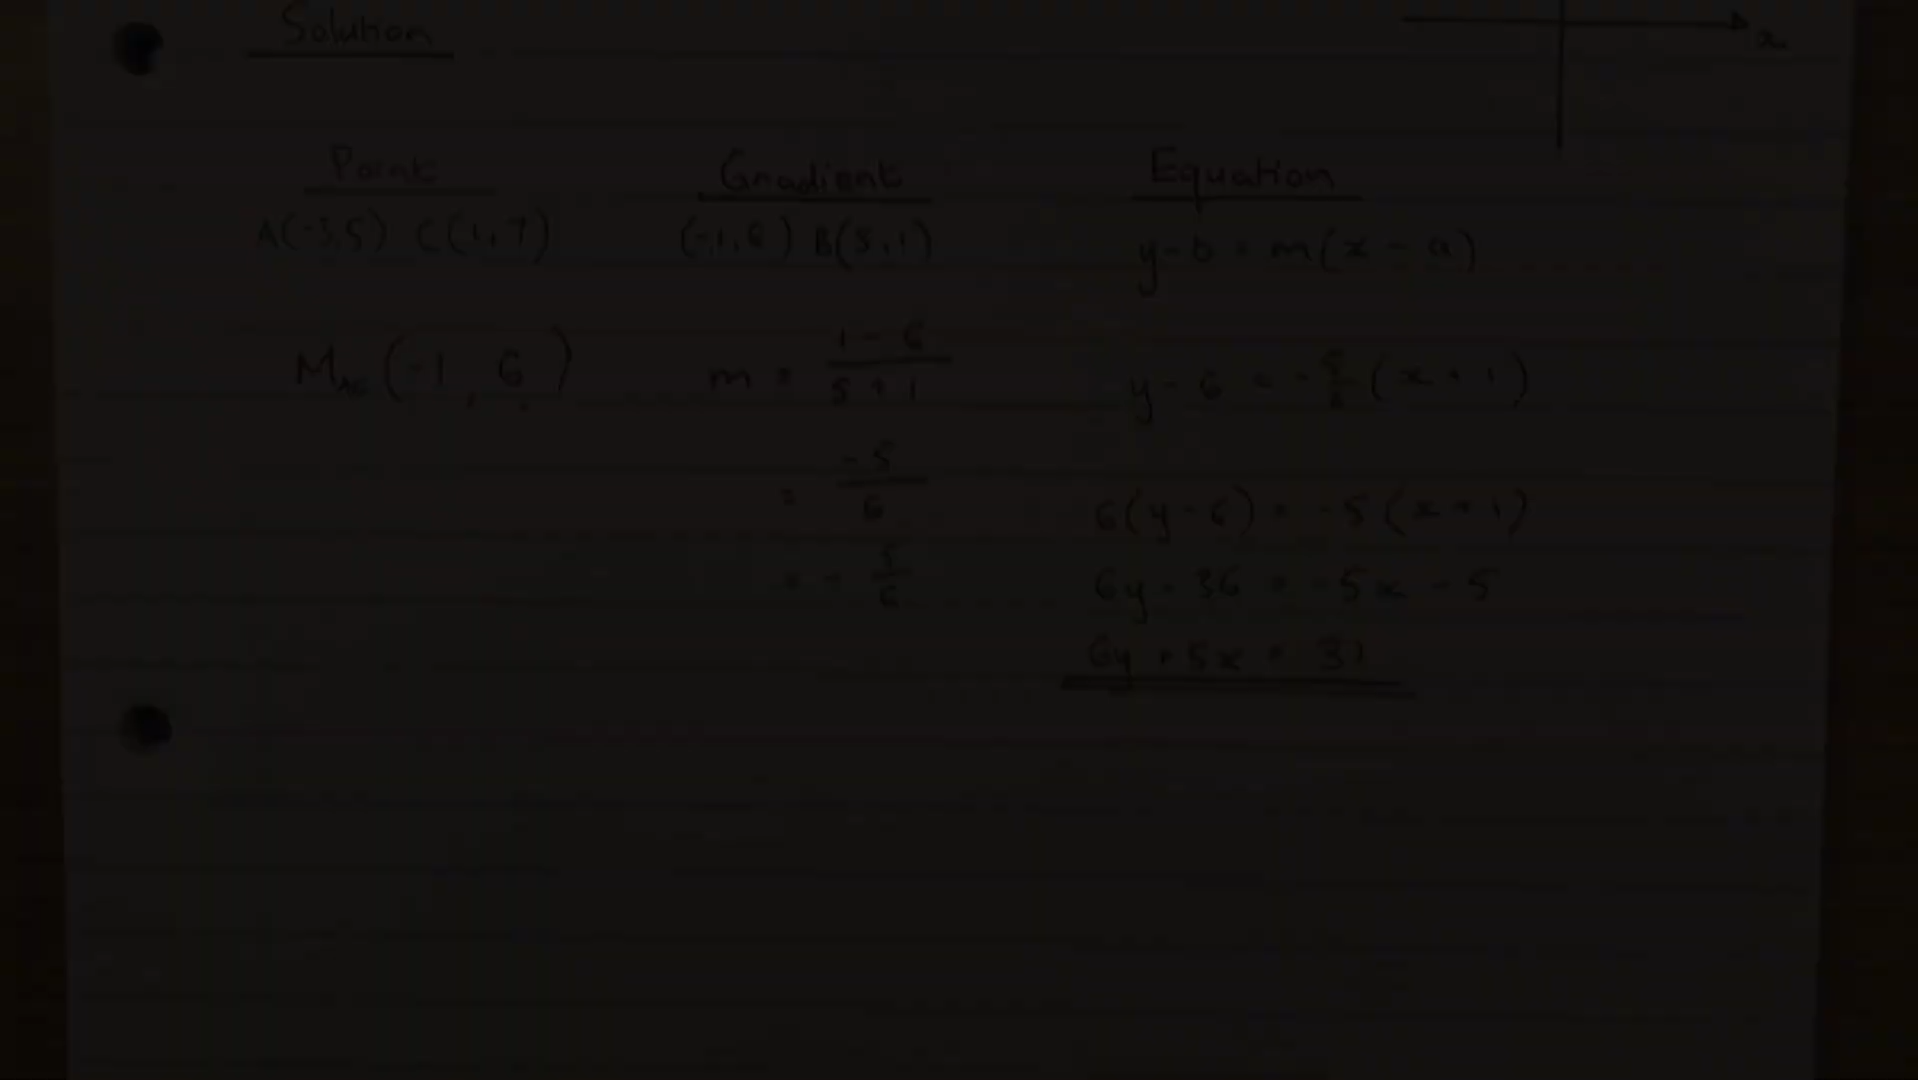 Solution
x
Point
A(-3,5) C(1,7)
M_AC (-1, 6)
Gradient
(-1,6) B(5,1)
m = 1 - 6 / 5 + 1
= -5 / 6
= - 5/6
Equation
y - b = m(x - a)
y - 6 = -5/6 (x + 1)
6(y - 6) = -5(x + 1)
6y - 36 = -5x - 5
6y + 5x = 31